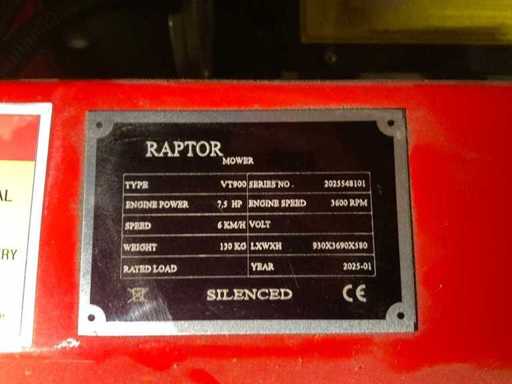 RAPTOR
MOWER
TYPE VT900 SERIES NO. 2025548101
ENGINE POWER 7,5 HP ENGINE SPEED 3600 RPM
SPEED 6 KM/H VOLT
WEIGHT 130 KG LXWXH 930X3690X580
RATED LOAD YEAR 2025-01
SILENCED CE
AL
RY